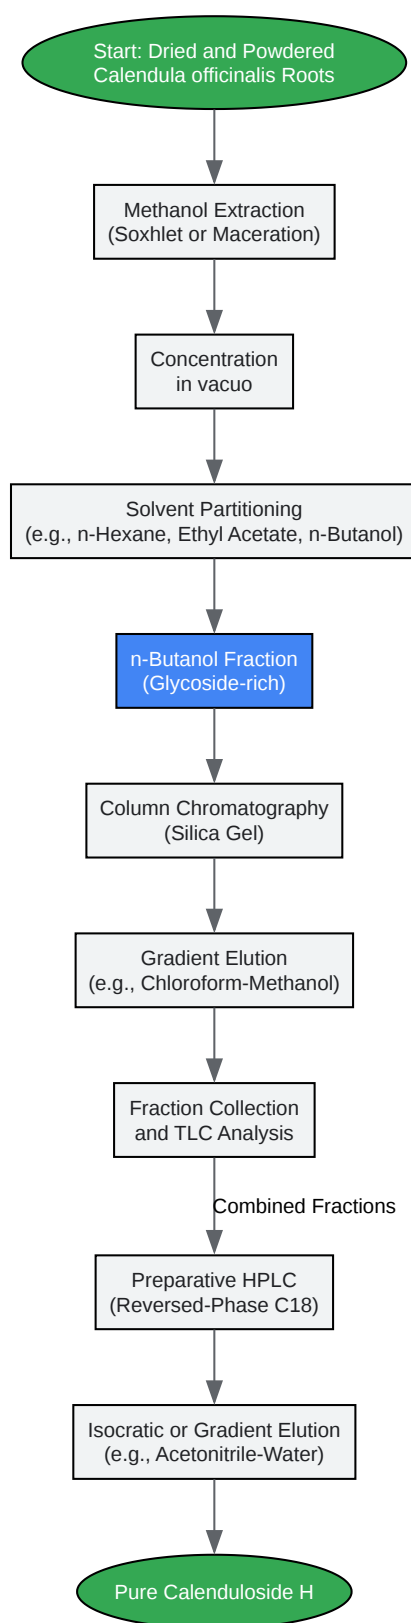 Start: Dried and Powdered
Calendula officinalis Roots
Methanol Extraction
(Soxhlet or Maceration)
Concentration
in vacuo
Solvent Partitioning
(e.g., n-Hexane, Ethyl Acetate, n-Butanol)
n-Butanol Fraction
(Glycoside-rich)
Column Chromatography
(Silica Gel)
Gradient Elution
(e.g., Chloroform-Methanol)
Fraction Collection
and TLC Analysis
Combined Fractions
Preparative HPLC
(Reversed-Phase C18)
Isocratic or Gradient Elution
(e.g., Acetonitrile-Water)
Pure Calenduloside H